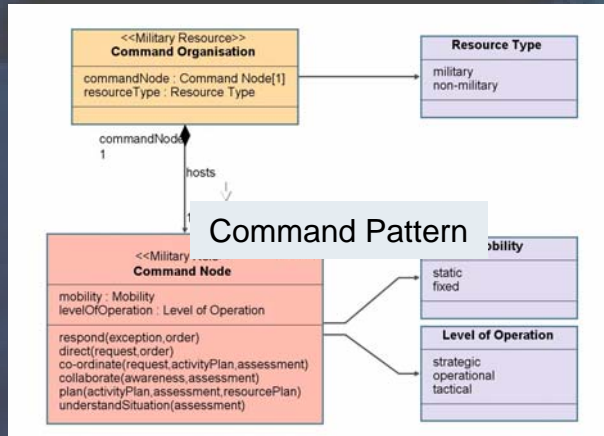 <<Military Resource>>
Command Organisation
commandNode : Command Node[1]
resourceType : Resource Type
Resource Type
military
non-military
commandNode
1
hosts
Command Pattern
<<Military
Command Node
mobility : Mobility
levelOfOperation : Level of Operation
respond(exception,order)
direct(request,order)
co-ordinate(request,activityPlan,assessment)
collaborate(awareness,assessment)
plan(activityPlan,assessment,resourcePlan)
understandSituation(assessment)
static
fixed
Level of Operation
strategic
operational
tactical